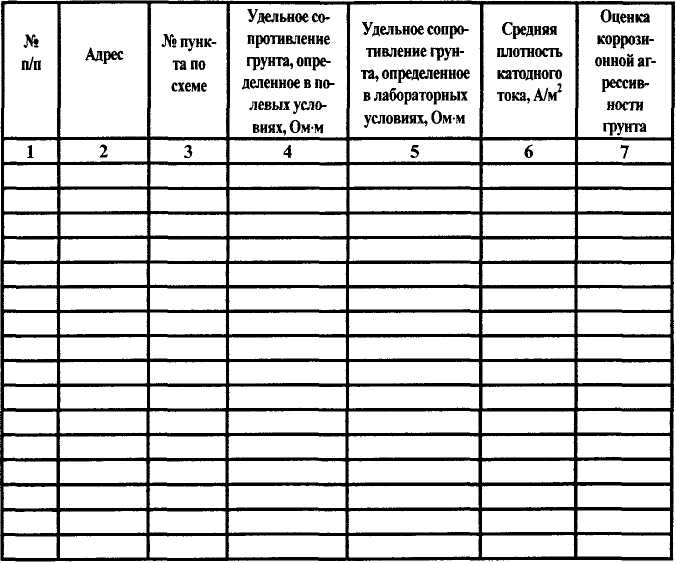 №
п/п
Адрес
№ пунк-
та по
схеме
Удельное со-
противление
грунта, опре-
деленное в по-
левых усло-
виях, Ом·м
Удельное сопро-
тивление грун-
та, определенное
в лабораторных
условиях, Ом·м
Средняя
плотность
катодного
тока, А/м²
Оценка
коррози-
онной аг-
рессив-
ности
грунта
1 2 3 4 5 6 7